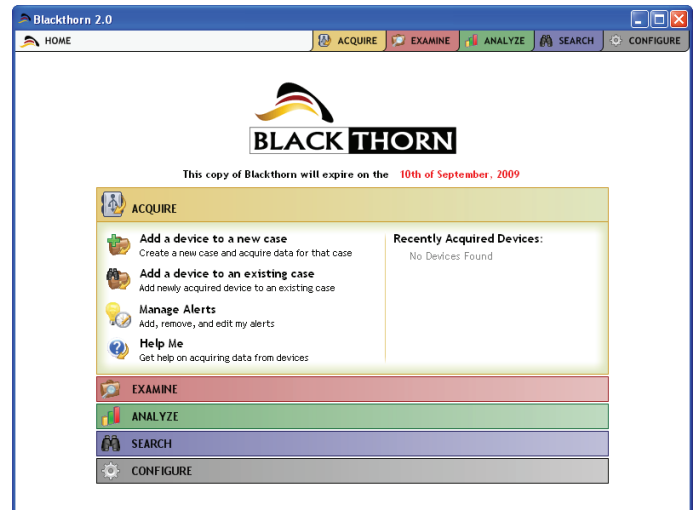 Blackthorn 2.0
HOME ACQUIRE EXAMINE ANALYZE SEARCH CONFIGURE
BLACKTHORN
This copy of Blackthorn will expire on the 10th of September, 2009
ACQUIRE
Add a device to a new case
Create a new case and acquire data for that case
Add a device to an existing case
Add newly acquired device to an existing case
Manage Alerts
Add, remove, and edit my alerts
Help Me
Get help on acquiring data from devices
Recently Acquired Devices:
No Devices Found
EXAMINE
ANALYZE
SEARCH
CONFIGURE